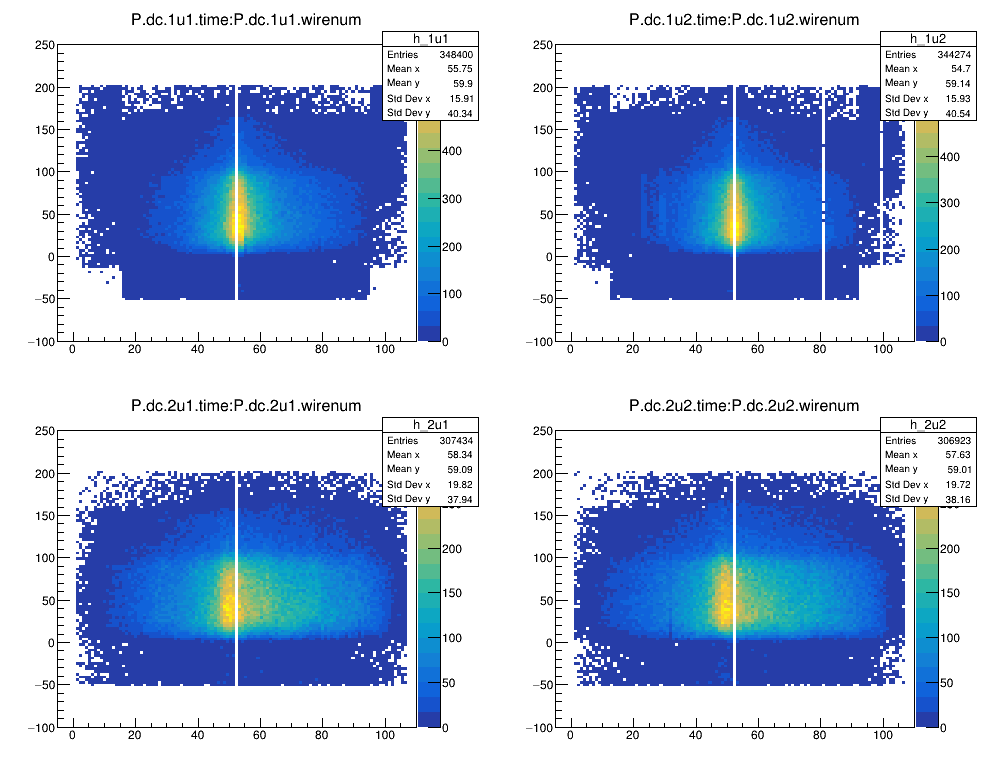 P.dc.1u1.time:P.dc.1u1.wirenum
h_1u1
Entries 348400
Mean x 55.75
Mean y 59.9
Std Dev x 15.91
Std Dev y 40.34
250
200
150
100
50
0
−50
−100
0 20 40 60 80 100
400
300
200
100
0
P.dc.1u2.time:P.dc.1u2.wirenum
h_1u2
Entries 344274
Mean x 54.7
Mean y 59.14
Std Dev x 15.93
Std Dev y 40.54
250
200
150
100
50
0
−50
−100
0 20 40 60 80 100
400
300
200
100
0
P.dc.2u1.time:P.dc.2u1.wirenum
h_2u1
Entries 307434
Mean x 58.34
Mean y 59.09
Std Dev x 19.82
Std Dev y 37.94
250
200
150
100
50
0
−50
−100
0 20 40 60 80 100
200
150
100
50
0
P.dc.2u2.time:P.dc.2u2.wirenum
h_2u2
Entries 306923
Mean x 57.63
Mean y 59.01
Std Dev x 19.72
Std Dev y 38.16
250
200
150
100
50
0
−50
−100
0 20 40 60 80 100
200
150
100
50
0